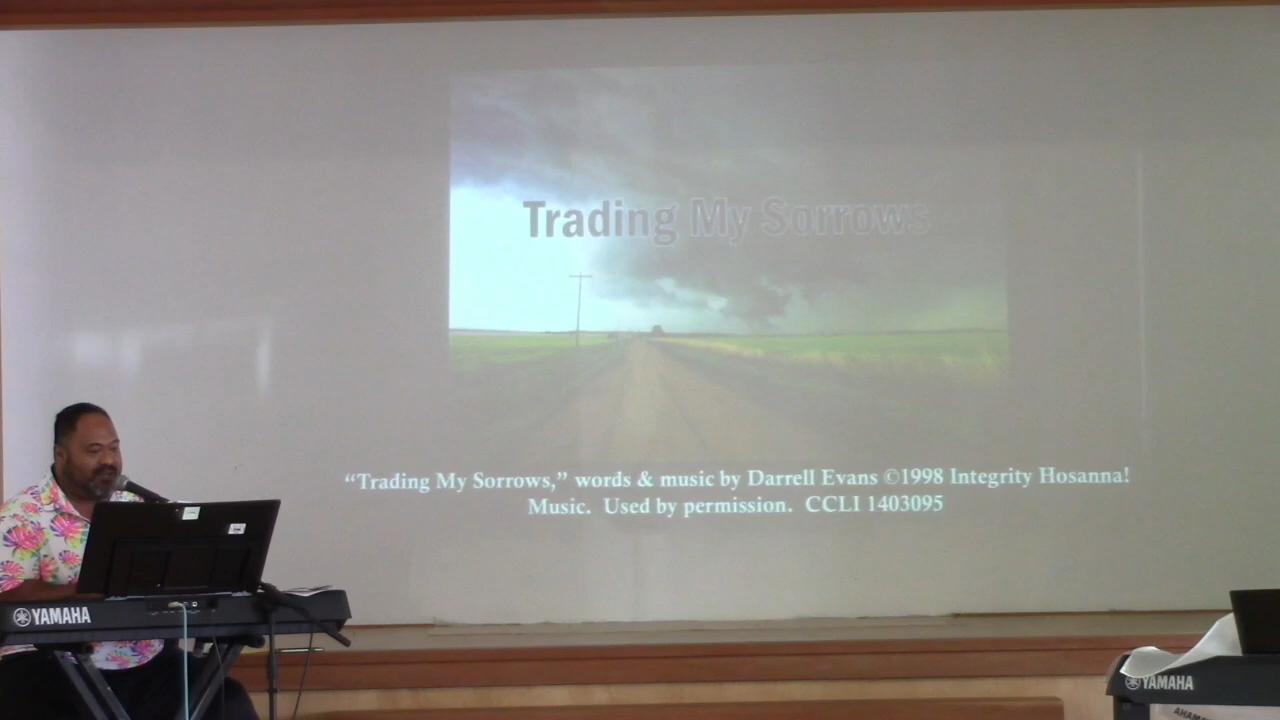 Trading My Sorrows
“Trading My Sorrows,” words & music by Darrell Evans ©1998 Integrity Hosanna!
Music.  Used by permission.  CCLI 1403095
YAMAHA
YAMAHA